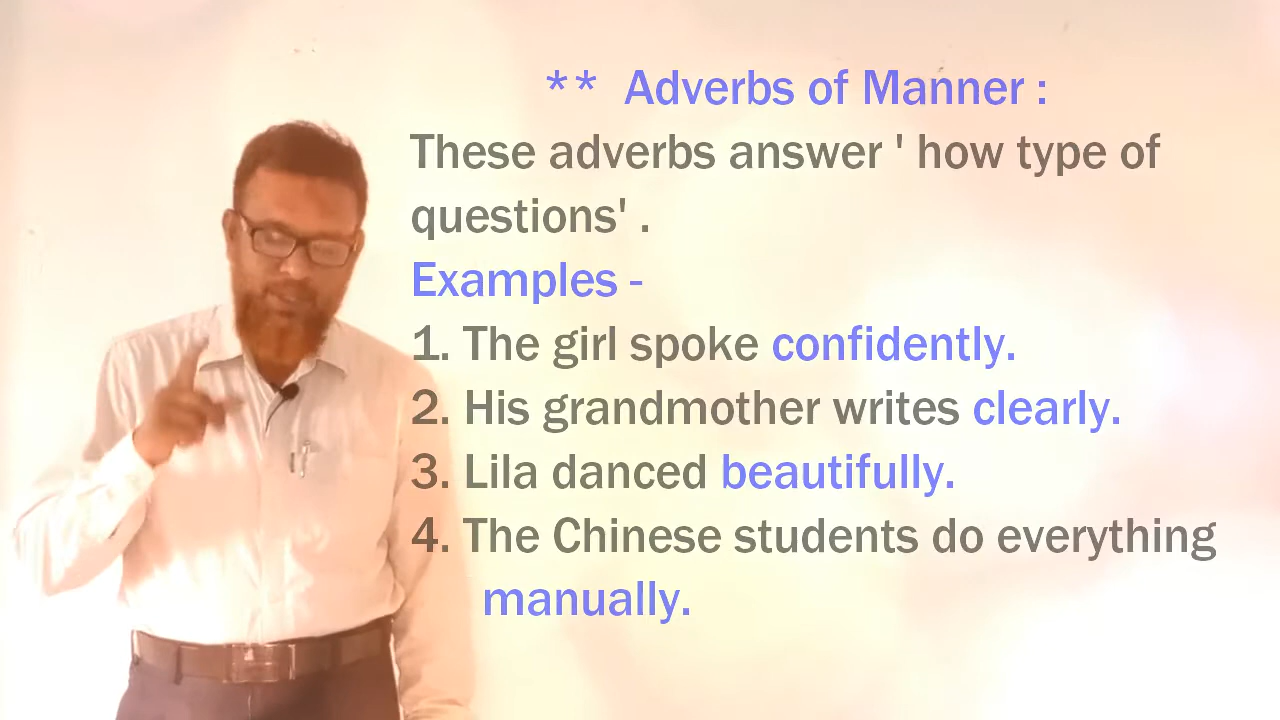 ** Adverbs of Manner :
These adverbs answer ' how type of
questions' .
Examples -
1. The girl spoke confidently.
2. His grandmother writes clearly.
3. Lila danced beautifully.
4. The Chinese students do everything
manually.